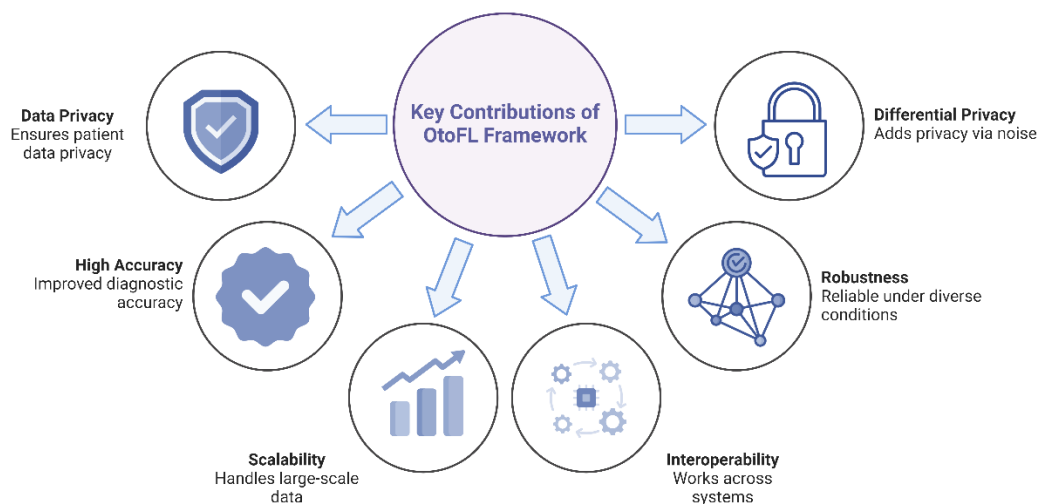 Key Contributions of
OtoFL Framework
Data Privacy
Ensures patient
data privacy
Differential Privacy
Adds privacy via noise
High Accuracy
Improved diagnostic
accuracy
Robustness
Reliable under diverse
conditions
Scalability
Handles large-scale
data
Interoperability
Works across
systems